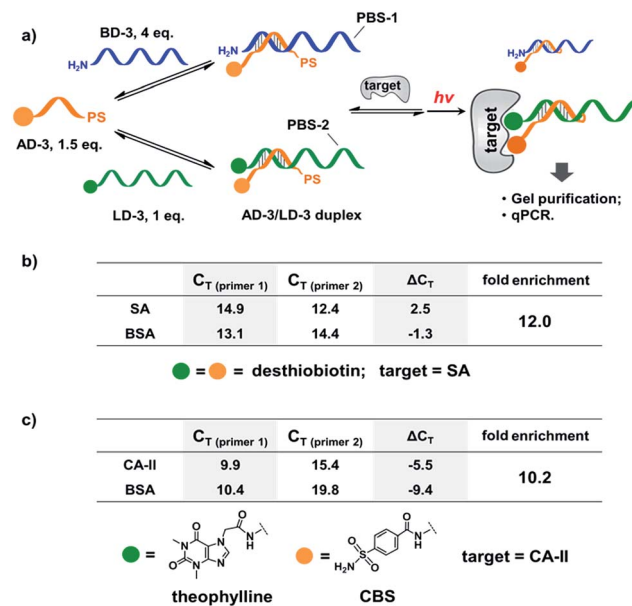 a)
BD-3, 4 eq.
PBS-1
H₂N
H₂N
PS
H₂N
PS
AD-3, 1.5 eq.
target
hν
target
PBS-2
PS
LD-3, 1 eq.
AD-3/LD-3 duplex
• Gel purification;
• qPCR.
b)
C_T (primer 1) C_T (primer 2) ΔC_T fold enrichment
SA 14.9 12.4 2.5 12.0
BSA 13.1 14.4 -1.3
= = desthiobiotin; target = SA
c)
C_T (primer 1) C_T (primer 2) ΔC_T fold enrichment
CA-II 9.9 15.4 -5.5 10.2
BSA 10.4 19.8 -9.4
= O N N O N N O N H
theophylline
= H₂N S O O O N H
CBS
target = CA-II